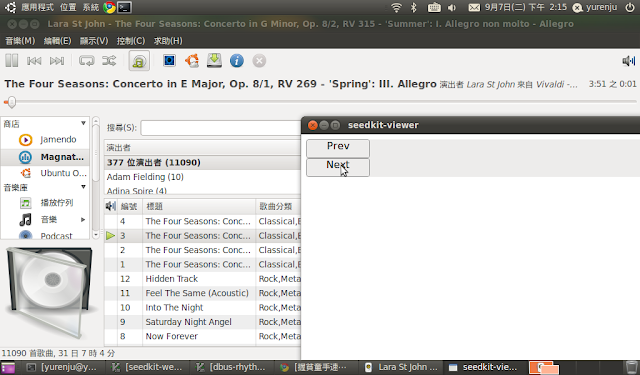 應用程式 位置 系統 9月7日(二) 下午 2:15 yurenju
Lara St John - The Four Seasons: Concerto in G Minor, Op. 8/2, RV 315 - 'Summer': I. Allegro non molto - Allegro
音樂(M) 編輯(E) 顯示(V) 控制(C) 求助(H)
The Four Seasons: Concerto in E Major, Op. 8/1, RV 269 - 'Spring': III. Allegro 演出者 Lara St John 來自 Vivaldi -... 3:51 之 0:01
商店
Jamendo
Magnat...
Ubuntu O...
音樂庫
播放佇列
音樂
Podcast
搜尋(S):
演出者
377 位演出者 (11090)
Adam Fielding (10)
Adina Spire (4)
編號 標題 歌曲分類
4 The Four Seasons: Conc... Classical,B
3 The Four Seasons: Conc... Classical,B
2 The Four Seasons: Conc... Classical,B
1 The Four Seasons: Conc... Classical,B
12 Hidden Track Rock,Meta
11 Feel The Same (Acoustic) Rock,Meta
10 Into The Night Rock,Meta
9 Saturday Night Angel Rock,Meta
8 Now Forever Rock,Meta
seedkit-viewer
Prev
Next
11090 首歌曲, 31 日 7 時 4 分
[yurenju@y... [seedkit-we... [dbus-rhyth... Lara St John ... seedkit-vie...